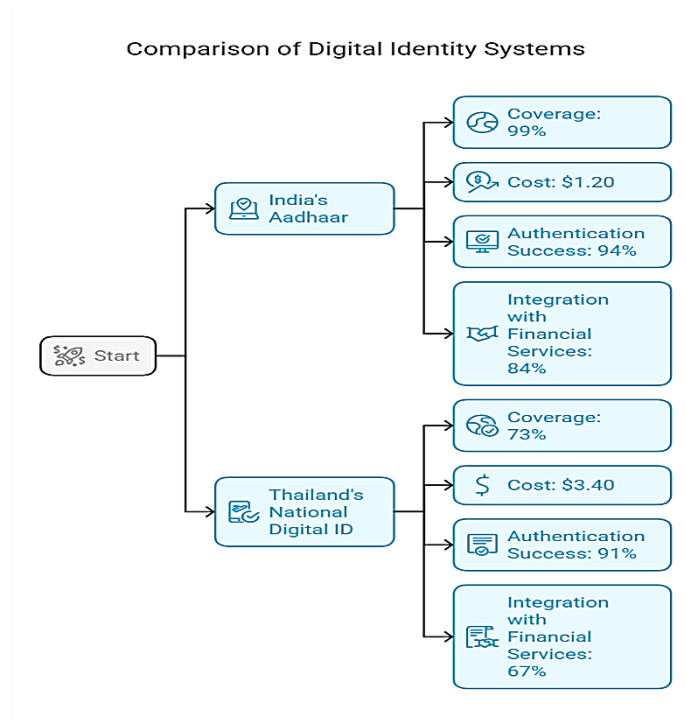 Comparison of Digital Identity Systems
Coverage:
99%
India's
Aadhaar
Cost: $1.20
Authentication
Success: 94%
Integration
with
Financial
Services:
84%
Start
Coverage:
73%
Thailand's
National
Digital ID
Cost: $3.40
Authentication
Success: 91%
Integration
with
Financial
Services:
67%